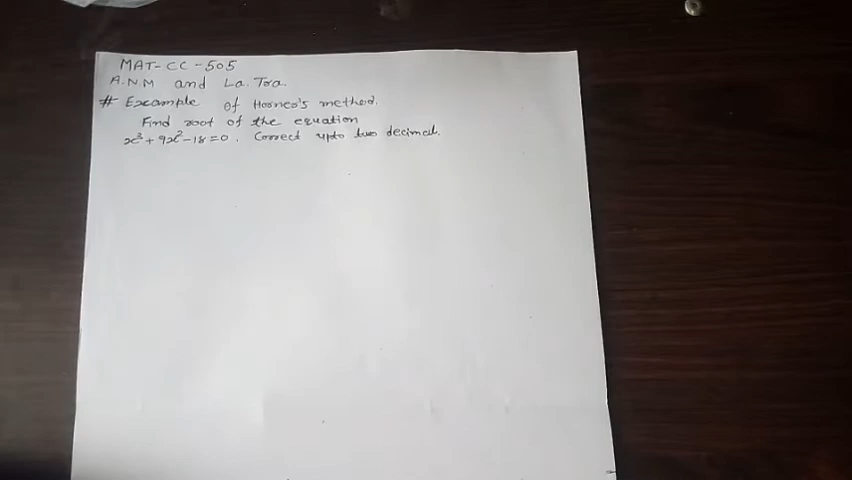 MAT-CC-505
A.NM and La.Tra.
# Example of Horner's method.
Find root of the equation
x³ + 9x² - 18 = 0. Correct upto two decimal.